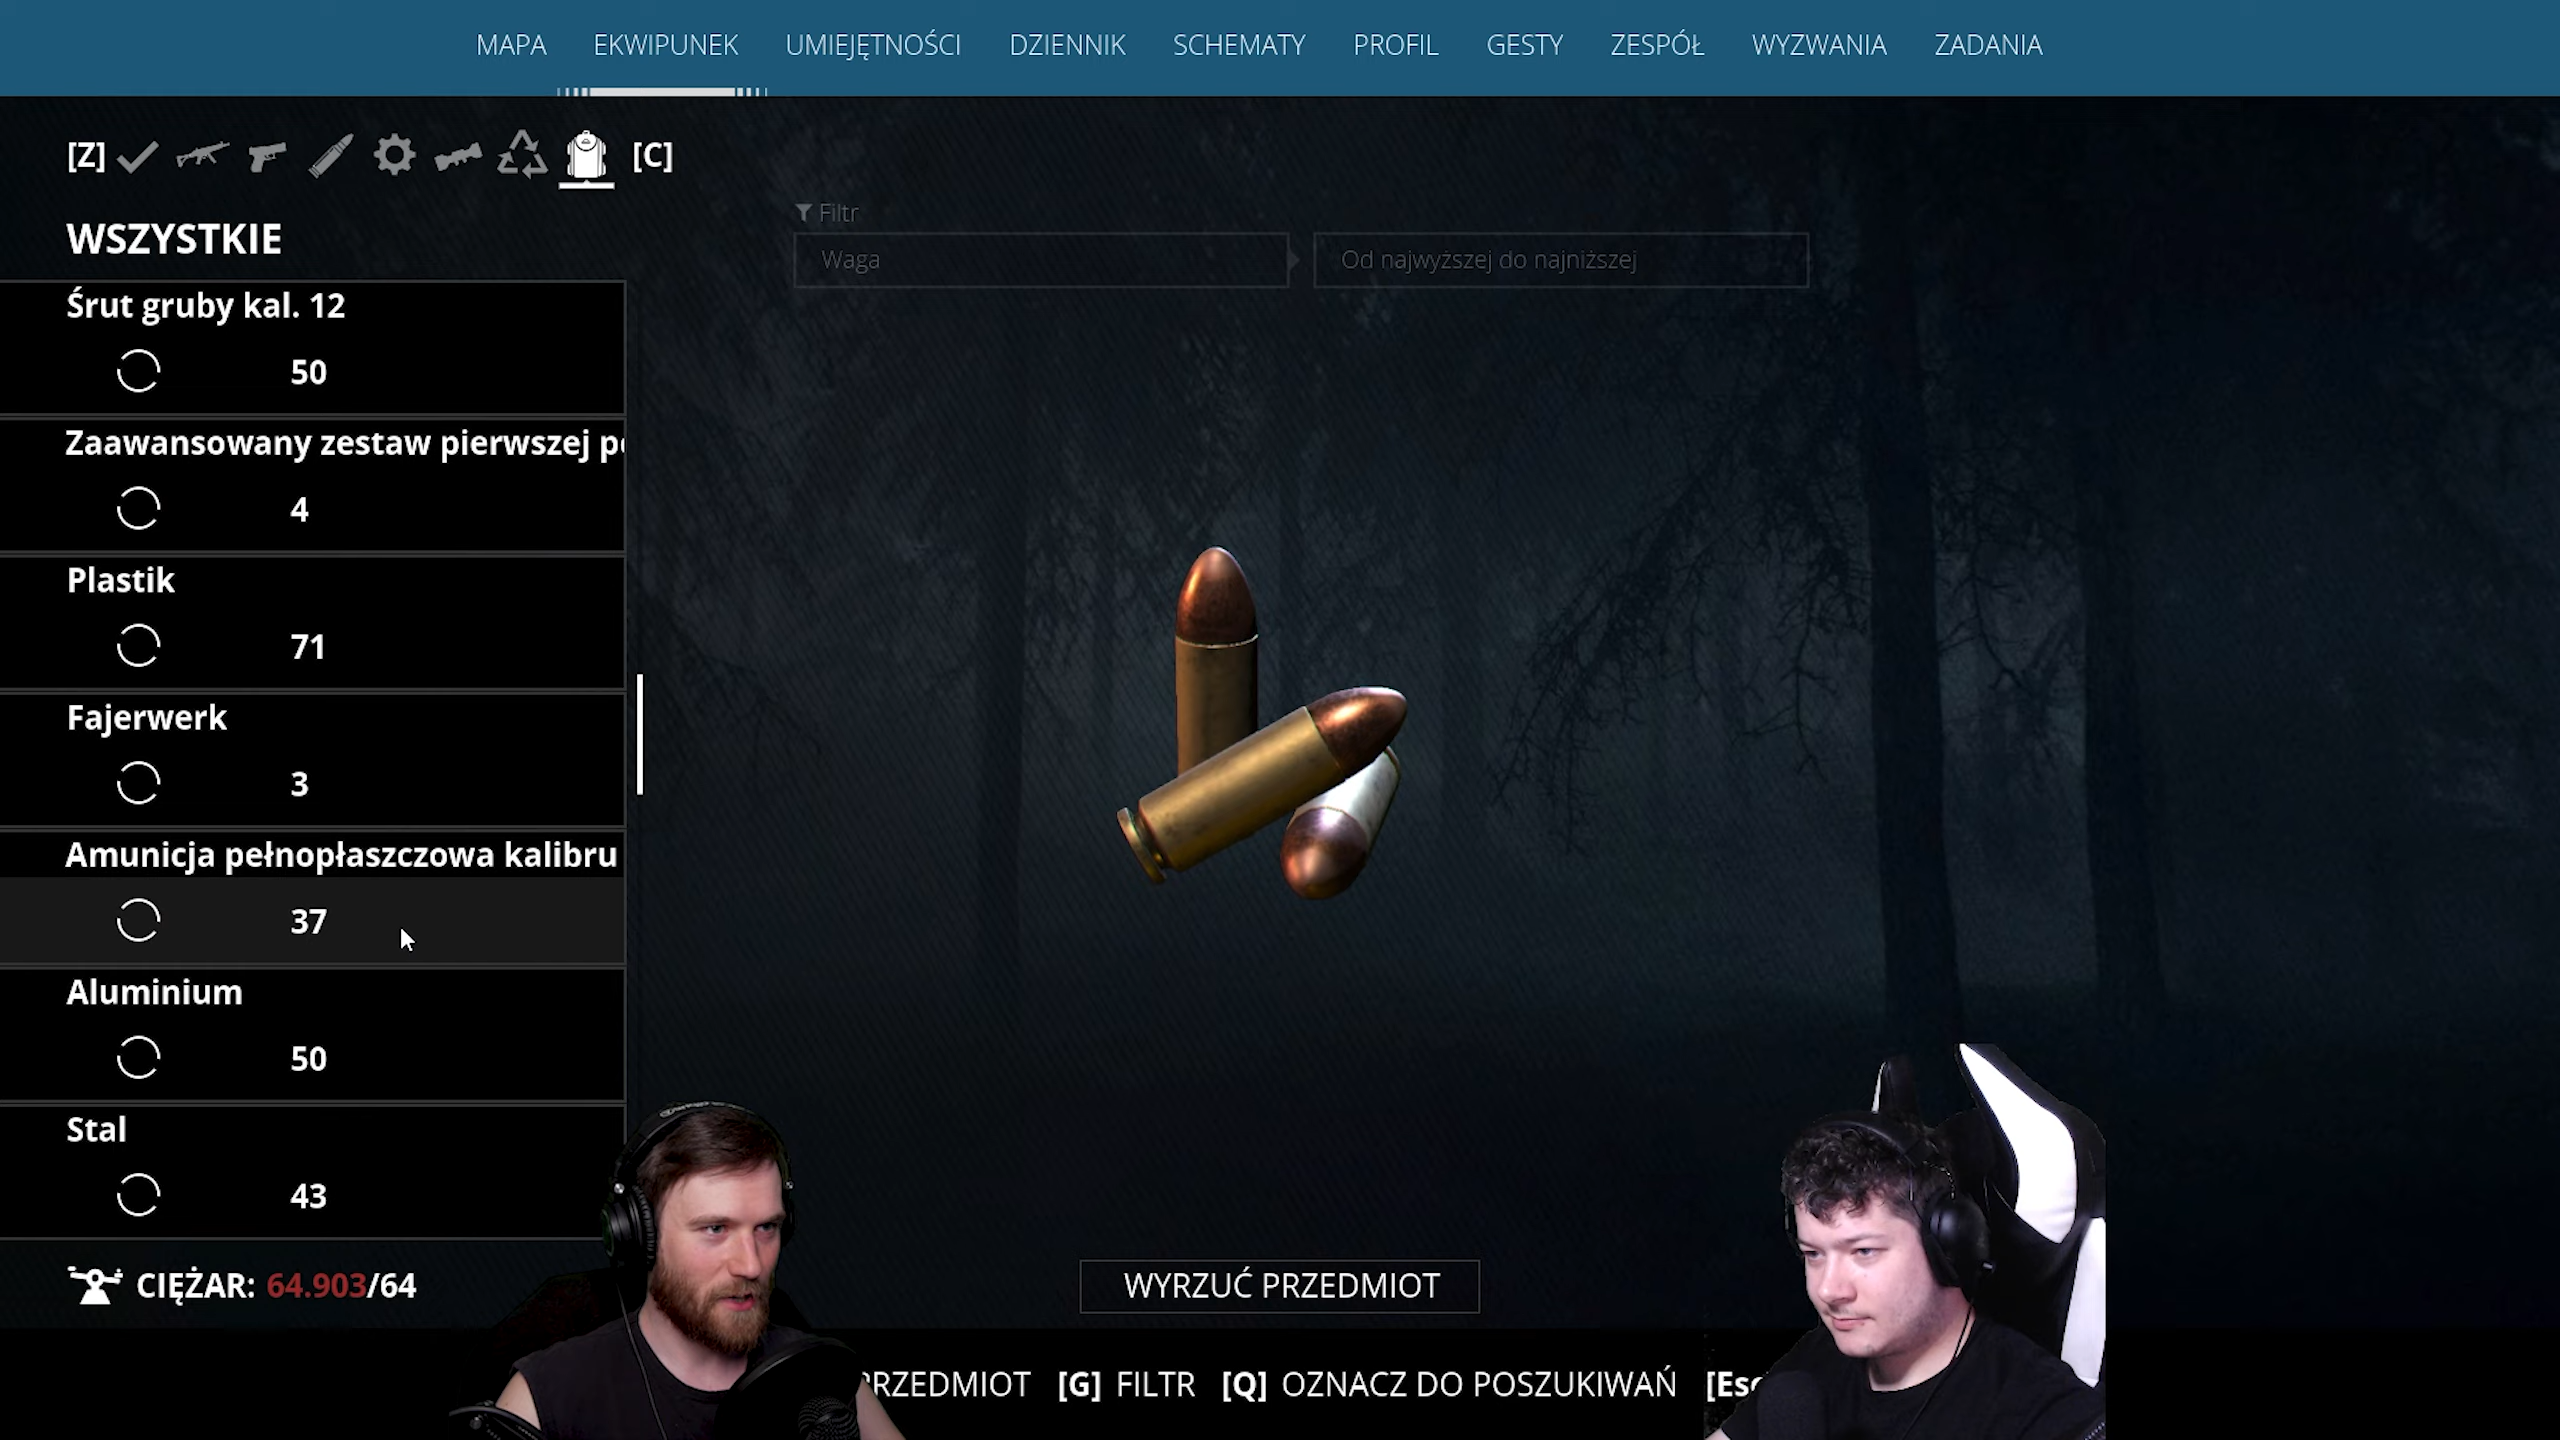 MAPA EKWIPUNEK UMIEJĘTNOŚCI DZIENNIK SCHEMATY PROFIL GESTY ZESPÓŁ WYZWANIA ZADANIA
[Z] [C]
WSZYSTKIE
Filtr
Waga Od najwyższej do najniższej
Śrut gruby kal. 12
50
Zaawansowany zestaw pierwszej
4
Plastik
71
Fajerwerk
3
Amunicja pełnopłaszczowa kalibru
37
Aluminium
50
Stal
43
CIĘŻAR: 64.903/64
WYRZUĆ PRZEDMIOT
RZEDMIOT [G] FILTR [Q] OZNACZ DO POSZUKIWAŃ [Esc